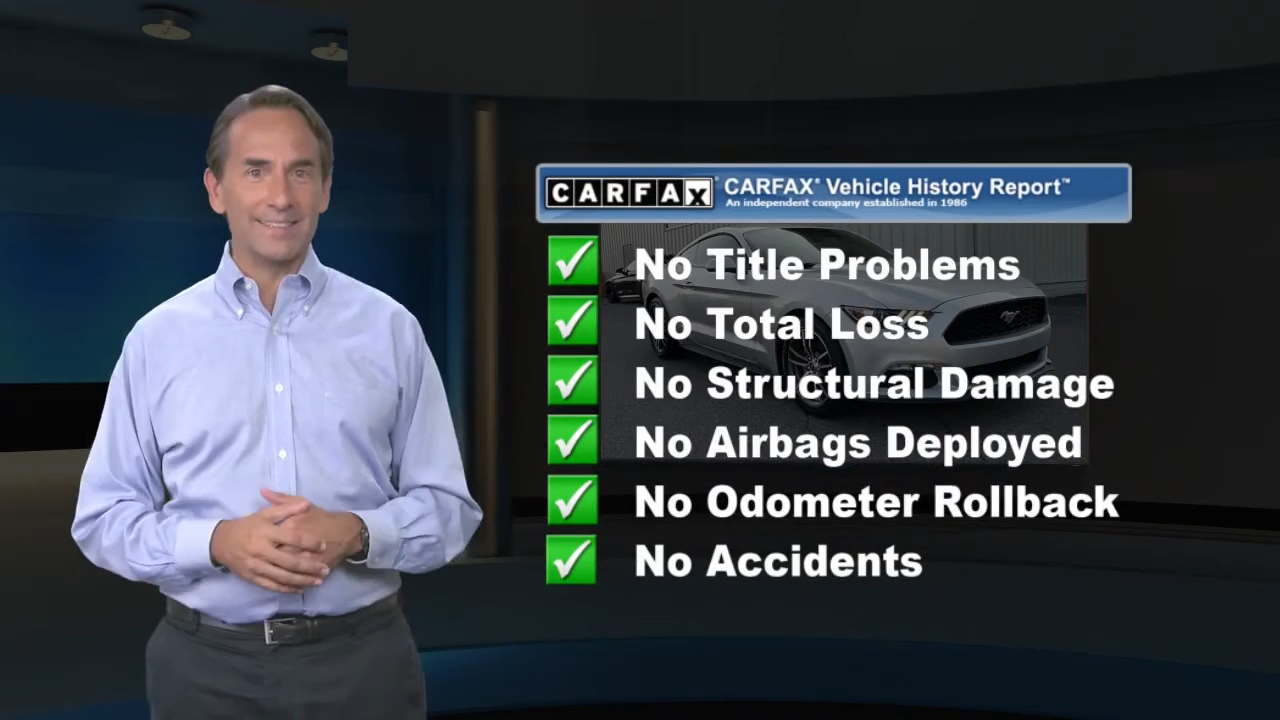 CARFAX® CARFAX® Vehicle History Report™
An independent company established in 1986
No Title Problems
No Total Loss
No Structural Damage
No Airbags Deployed
No Odometer Rollback
No Accidents